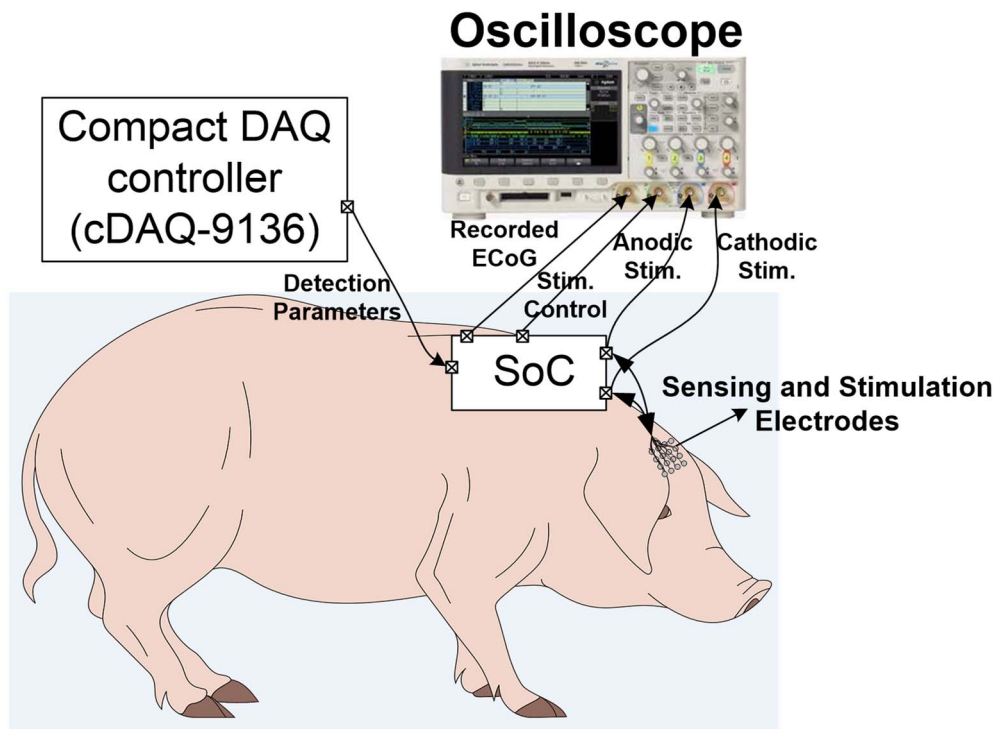 Oscilloscope
Compact DAQ
controller
(cDAQ-9136)
Recorded
ECoG
Anodic
Stim.
Cathodic
Stim.
Detection
Parameters
Stim.
Control
SoC
Sensing and Stimulation
Electrodes